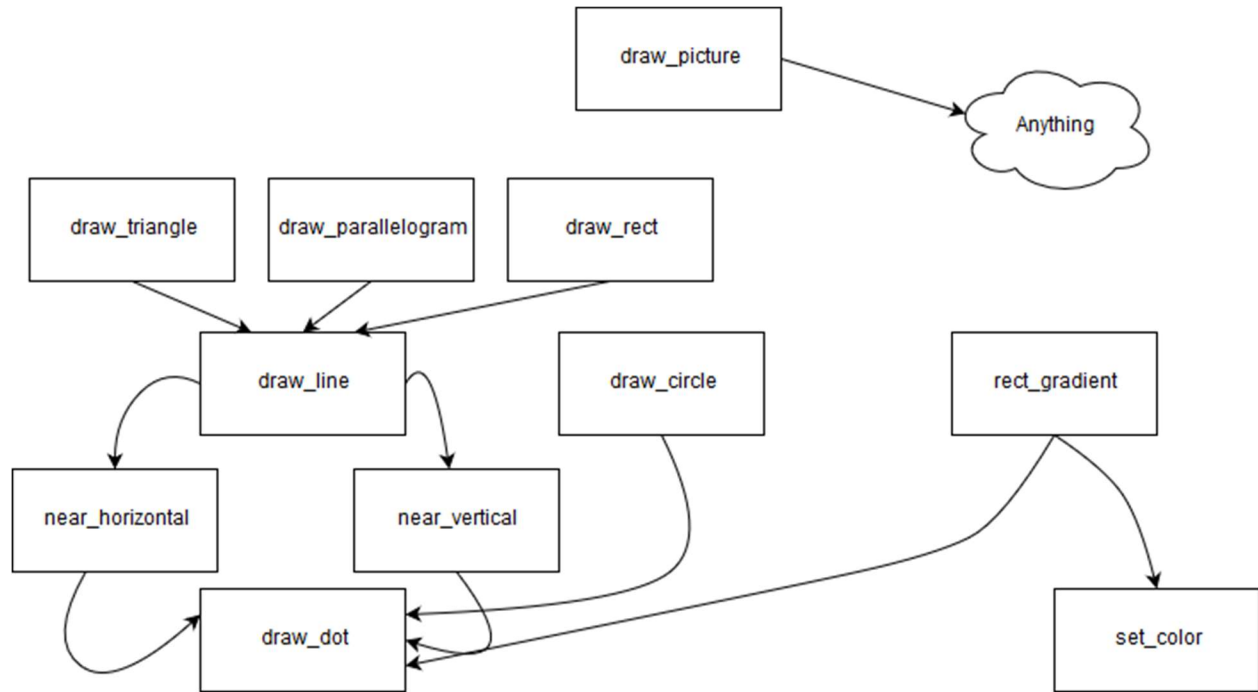 draw_picture
Anything
draw_triangle
draw_parallelogram
draw_rect
draw_line
draw_circle
rect_gradient
near_horizontal
near_vertical
draw_dot
set_color